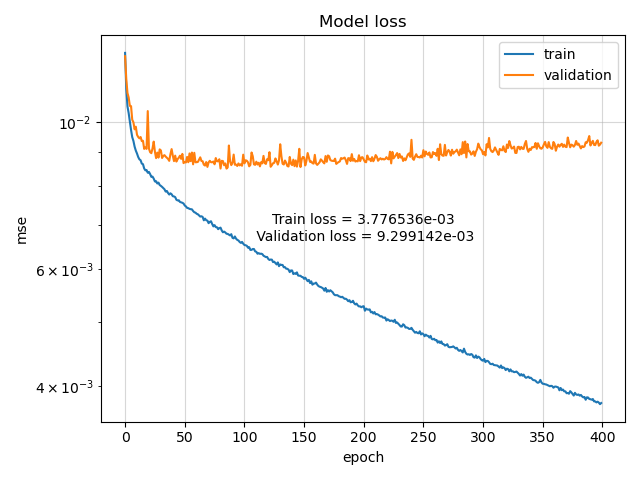 Model loss
train
validation
10⁻²
Train loss = 3.776536e-03
Validation loss = 9.299142e-03
mse
6 × 10⁻³
4 × 10⁻³
0 50 100 150 200 250 300 350 400
epoch